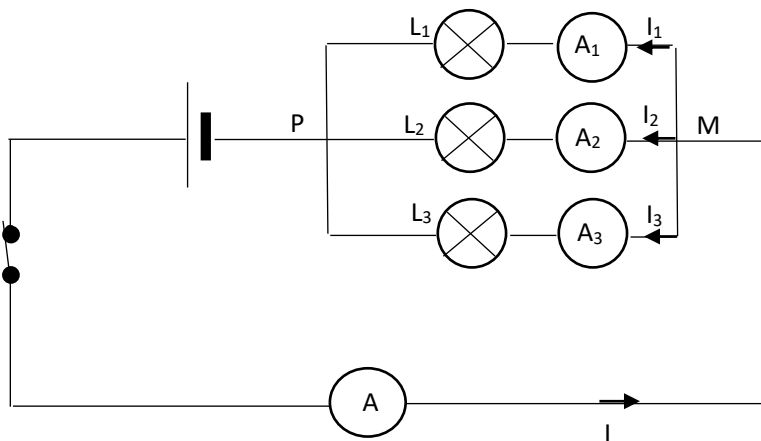 L₁ A₁ I₁
P L₂ A₂ I₂ M
L₃ A₃ I₃
A
I